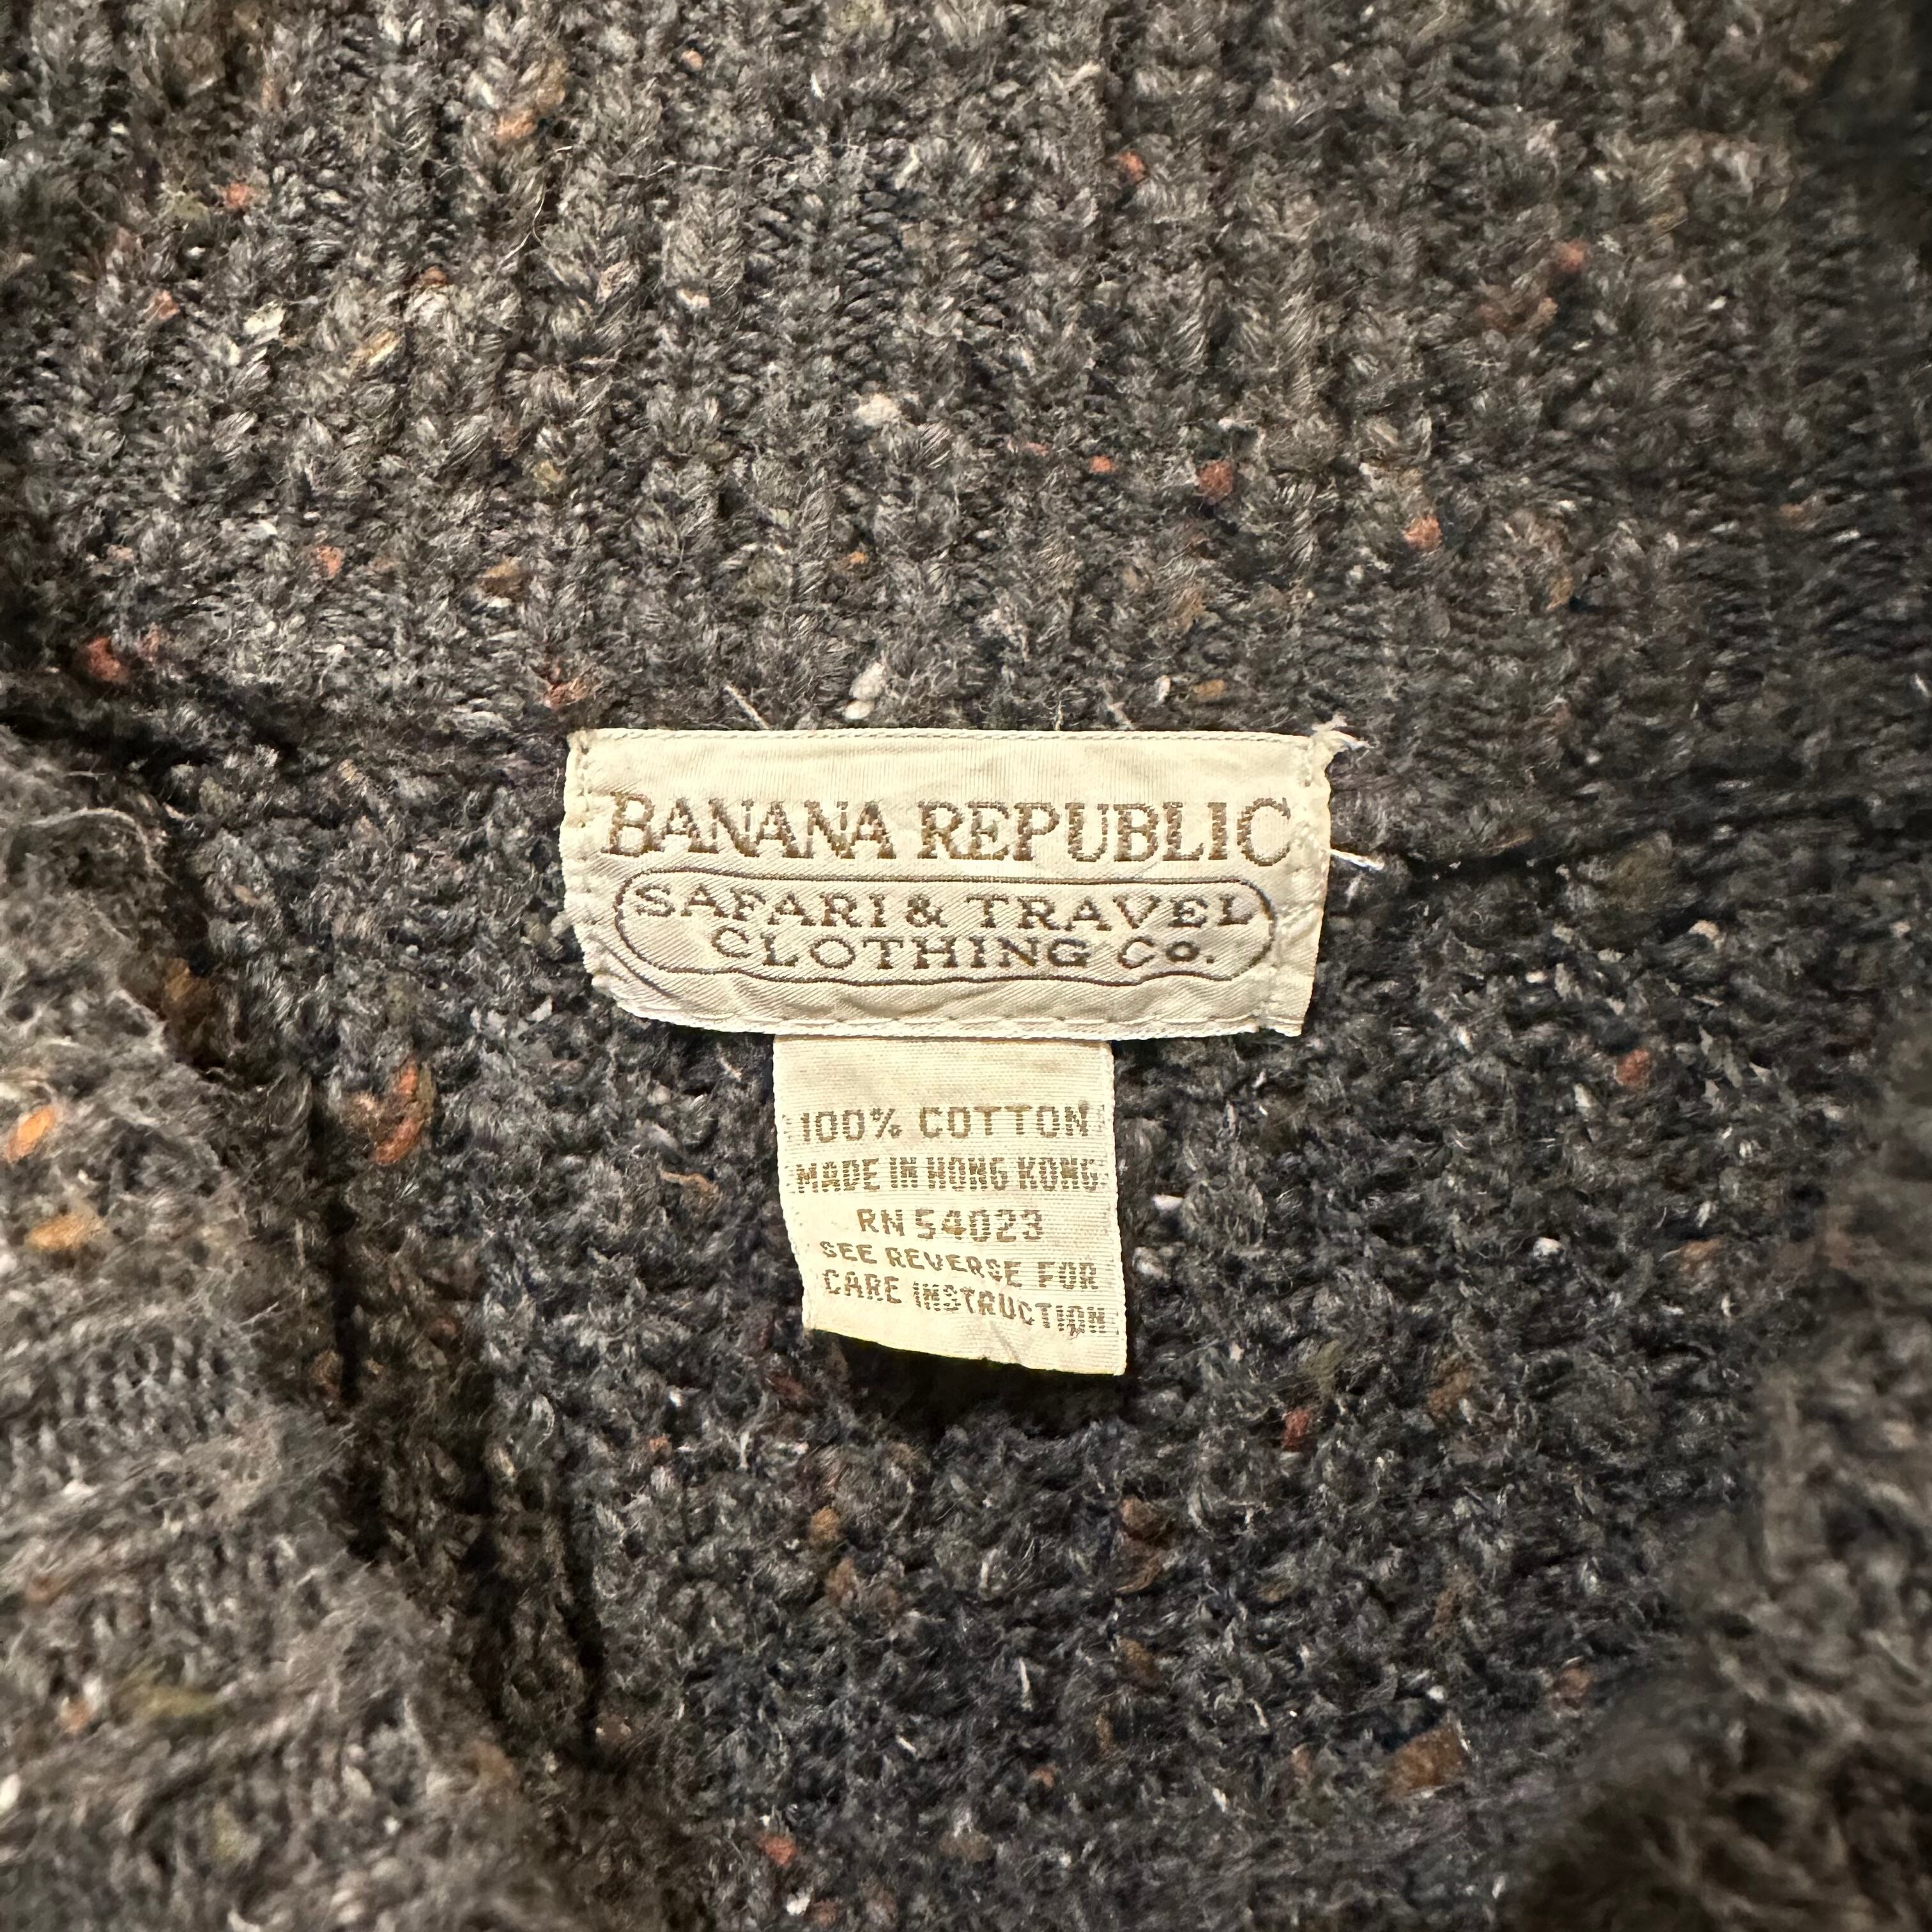 BANANA REPUBLIC
SAFARI & TRAVEL
CLOTHING Co.
100% COTTON
MADE IN HONG KONG
RN 54023
SEE REVERSE FOR
CARE INSTRUCTION